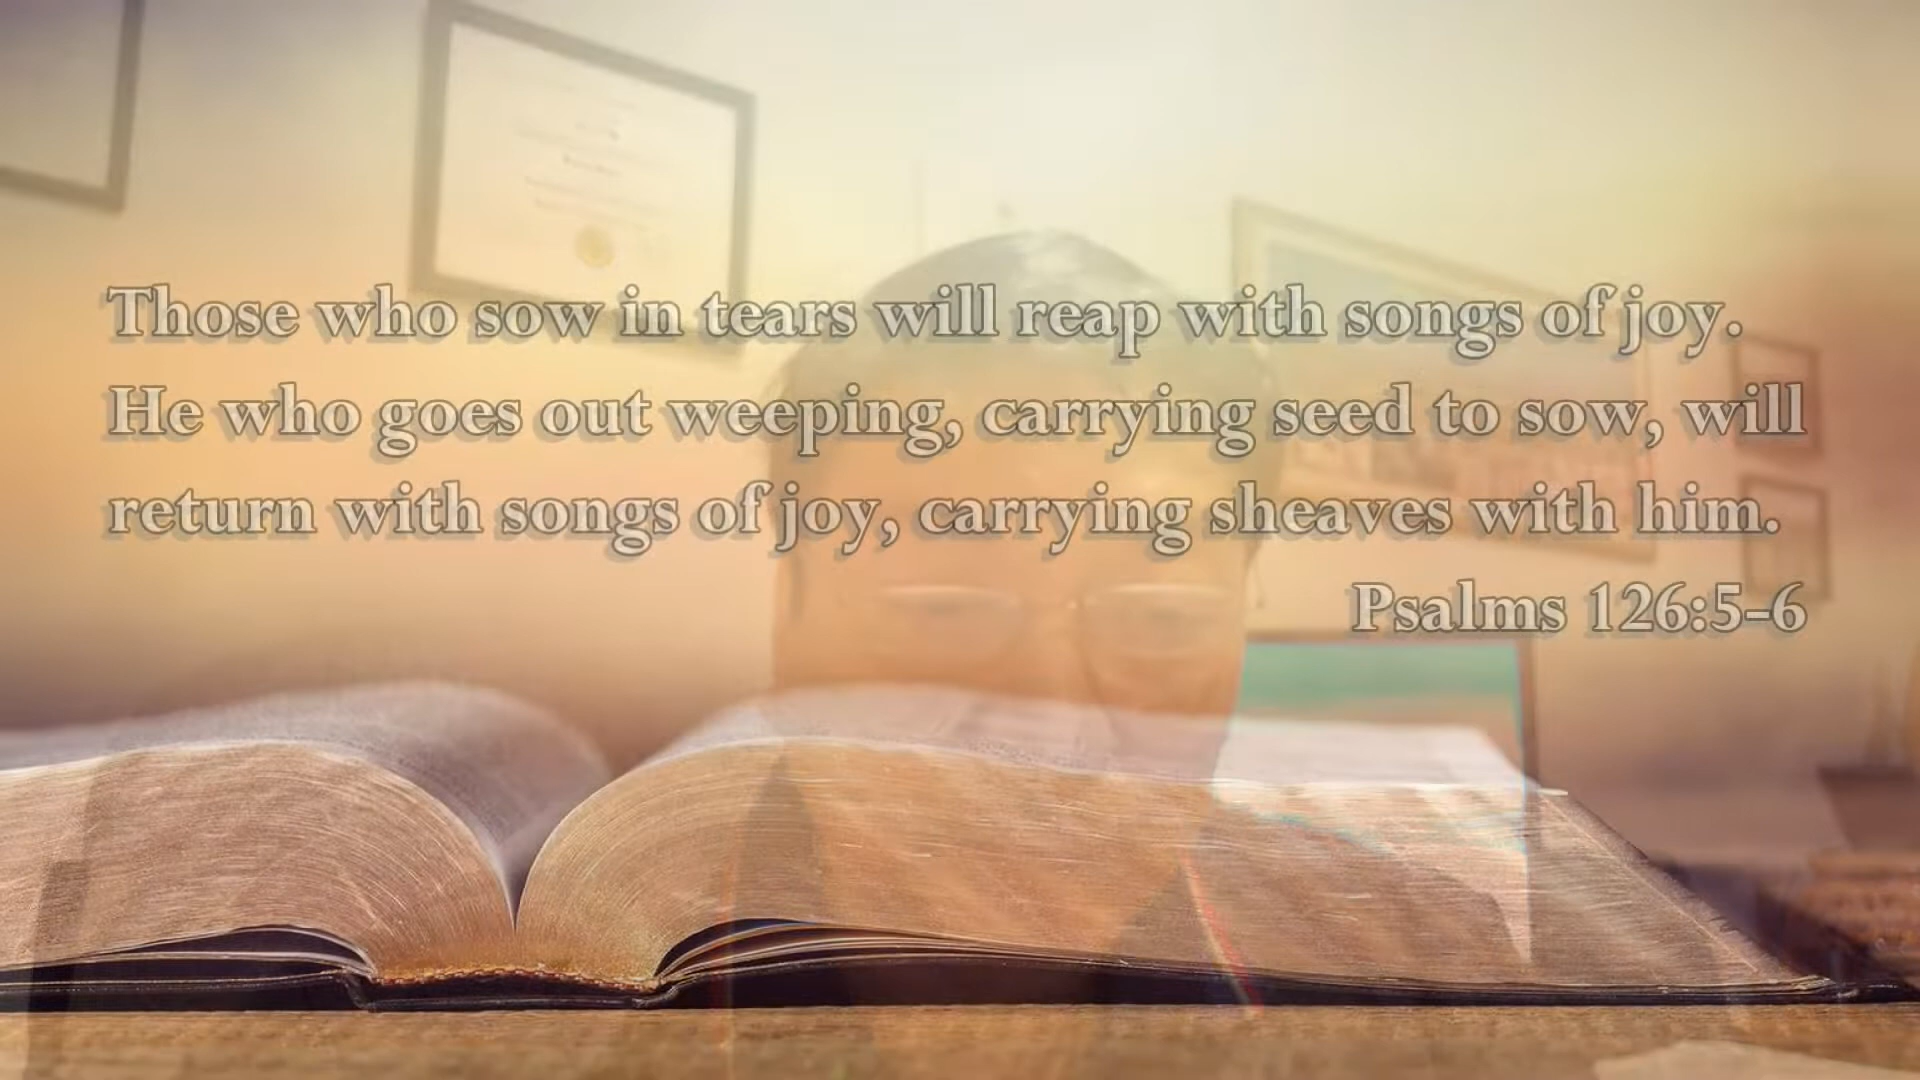 Those who sow in tears will reap with songs of joy.
He who goes out weeping, carrying seed to sow, will
return with songs of joy, carrying sheaves with him.
Psalms 126:5-6